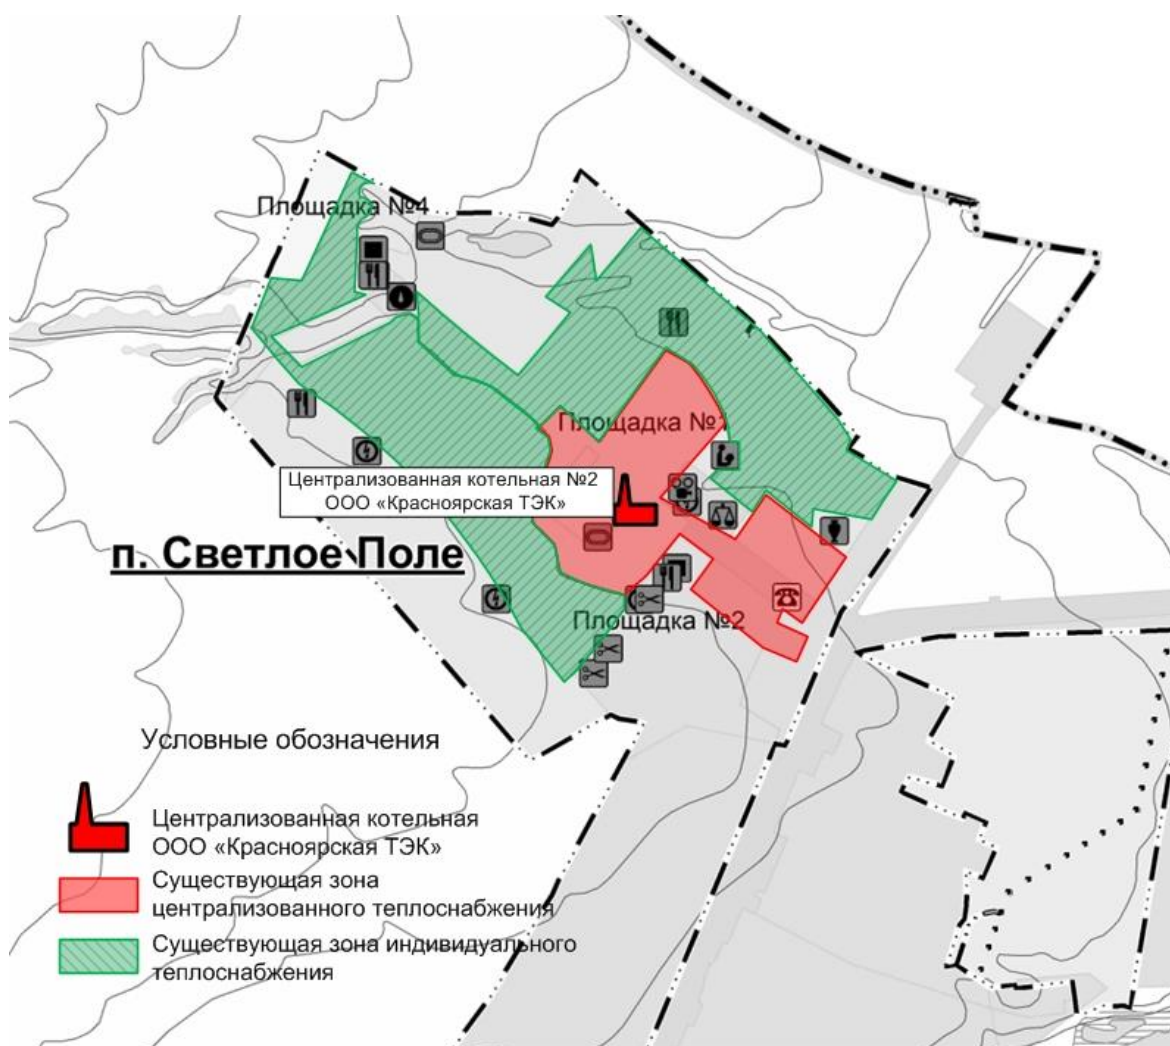 Площадка №4
Площадка №1
Централизованная котельная №2
ООО «Красноярская ТЭК»
п. Светлое Поле
Площадка №2
Условные обозначения
Централизованная котельная
ООО «Красноярская ТЭК»
Существующая зона
централизованного теплоснабжения
Существующая зона индивидуального
теплоснабжения